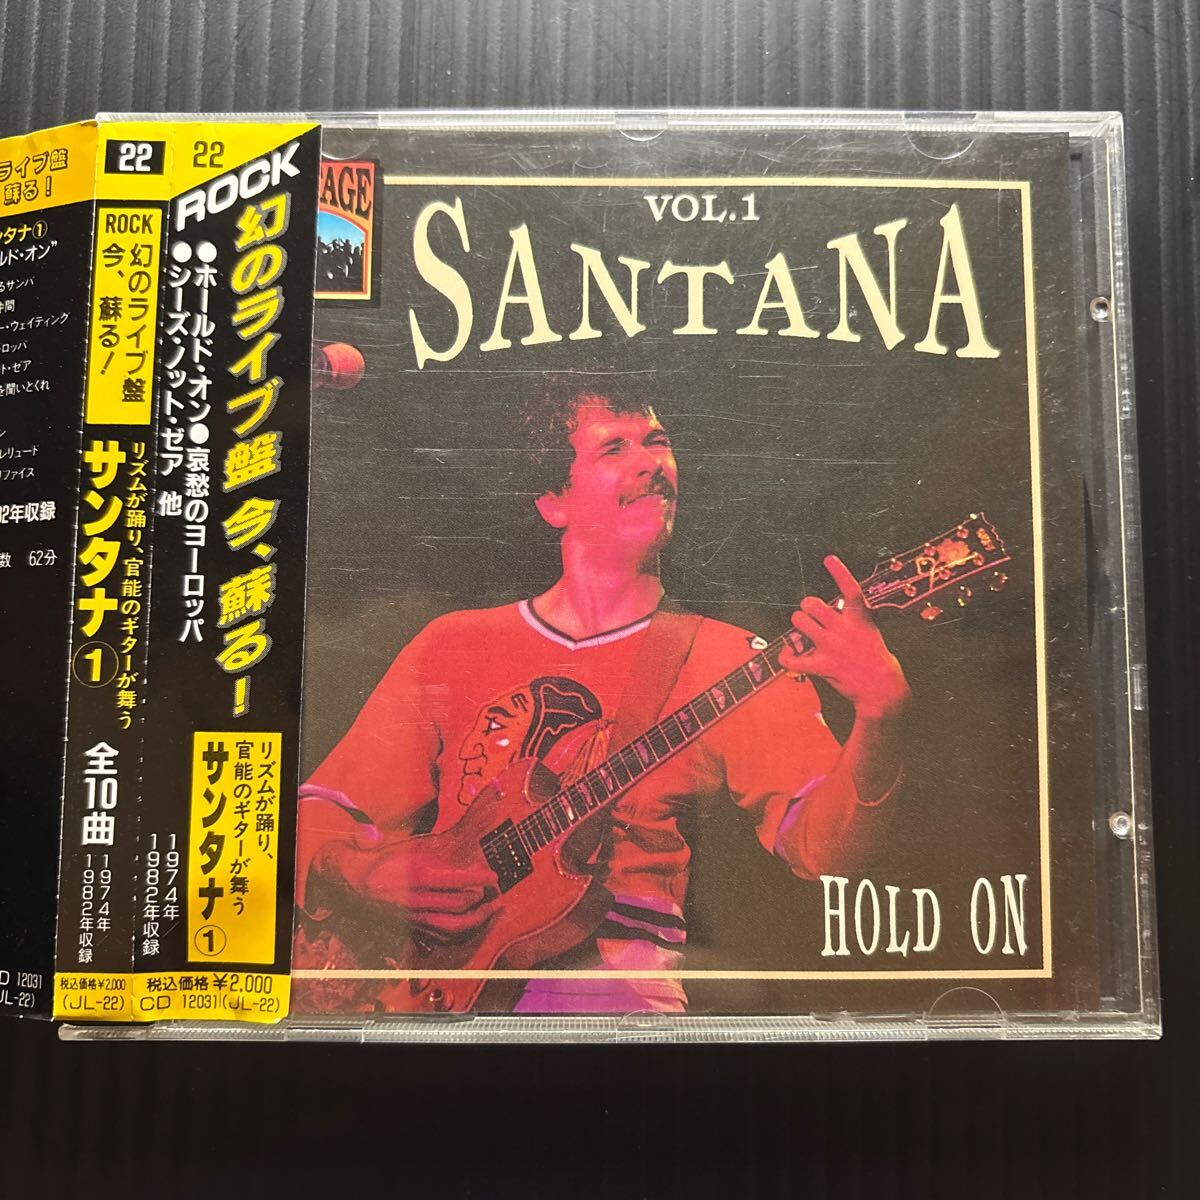 ライブ盤
蘇る!
ンタナ①
ルド・オン"
るサンバ
仲間
ー・ウェイティング
ーロッパ
ト・ゼア
を聞いとくれ
ン
レリュード
リファイス
82年収録
数 62分
D 12031
JL-22)
22
ROCK
幻のライブ盤
今、蘇る!
リズムが踊り、官能のギターが舞う
サンタナ①
全10曲
1974年/
1982年収録
税込価格¥2,000
(JL-22)
22
ROCK
幻のライブ盤 今、蘇る!
●ホールド・オン●哀愁のヨーロッパ
●シーズ・ノット・ゼア 他
1974年/
1982年収録
リズムが踊り、
官能のギターが舞う
サンタナ①
税込価格¥2,000
CD 12031(JL-22)
TAGE
VOL.1
SANTANA
HOLD ON